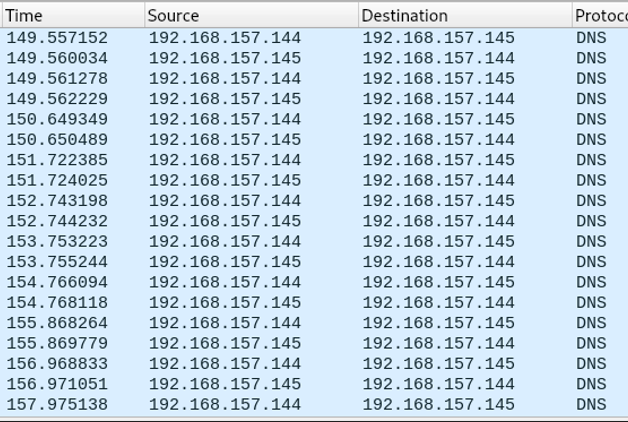 Time Source Destination Protoco
149.557152 192.168.157.144 192.168.157.145 DNS
149.560034 192.168.157.145 192.168.157.144 DNS
149.561278 192.168.157.144 192.168.157.145 DNS
149.562229 192.168.157.145 192.168.157.144 DNS
150.649349 192.168.157.144 192.168.157.145 DNS
150.650489 192.168.157.145 192.168.157.144 DNS
151.722385 192.168.157.144 192.168.157.145 DNS
151.724025 192.168.157.145 192.168.157.144 DNS
152.743198 192.168.157.144 192.168.157.145 DNS
152.744232 192.168.157.145 192.168.157.144 DNS
153.753223 192.168.157.144 192.168.157.145 DNS
153.755244 192.168.157.145 192.168.157.144 DNS
154.766094 192.168.157.144 192.168.157.145 DNS
154.768118 192.168.157.145 192.168.157.144 DNS
155.868264 192.168.157.144 192.168.157.145 DNS
155.869779 192.168.157.145 192.168.157.144 DNS
156.968833 192.168.157.144 192.168.157.145 DNS
156.971051 192.168.157.145 192.168.157.144 DNS
157.975138 192.168.157.144 192.168.157.145 DNS